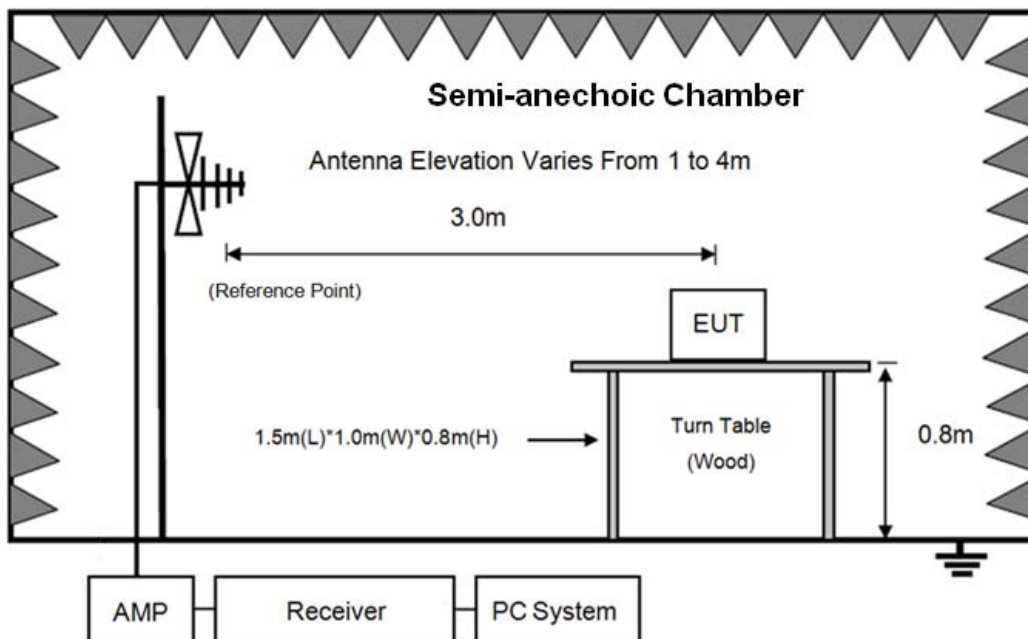 Semi-anechoic Chamber
Antenna Elevation Varies From 1 to 4m
3.0m
(Reference Point)
EUT
1.5m(L)*1.0m(W)*0.8m(H)
Turn Table
(Wood)
0.8m
AMP
Receiver
PC System